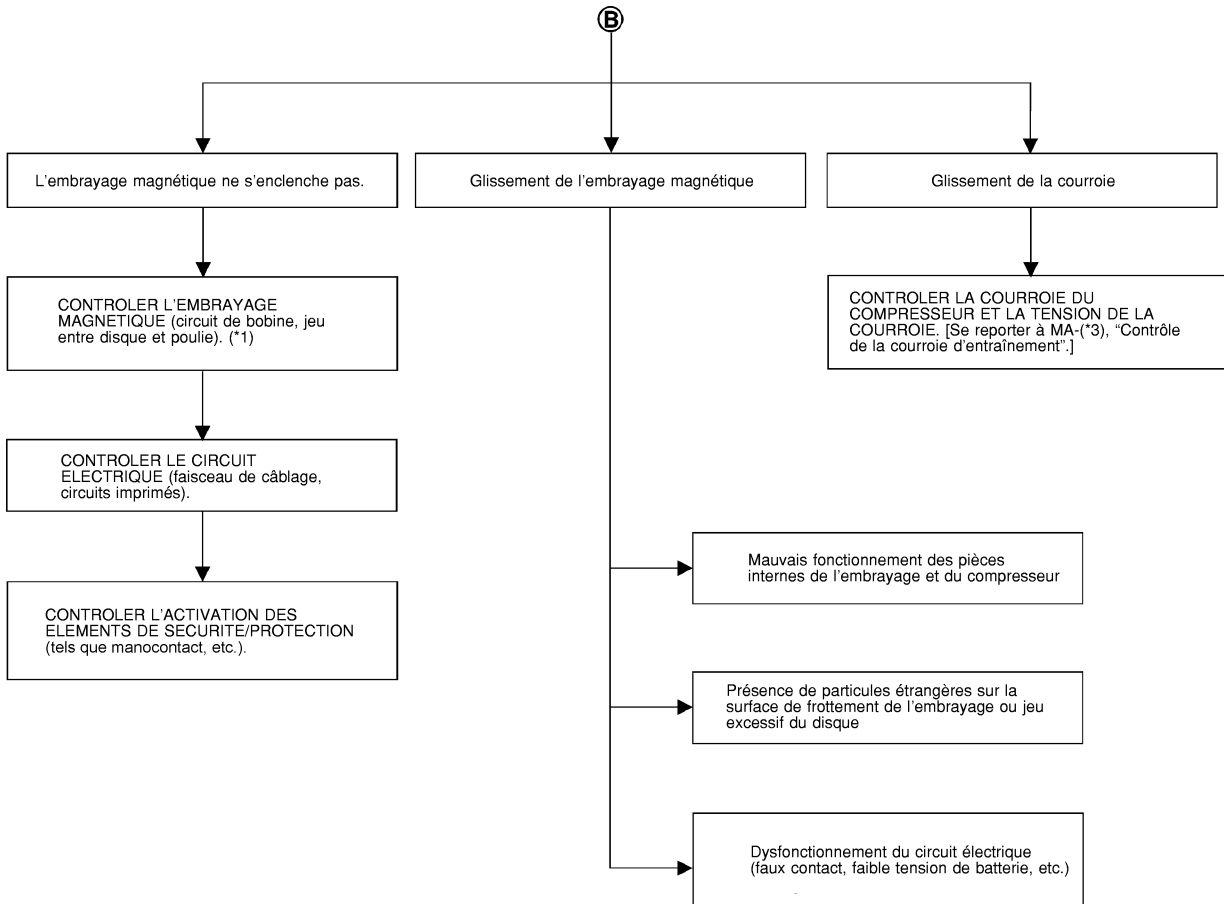 B
L'embrayage magnétique ne s'enclenche pas.
Glissement de l'embrayage magnétique
Glissement de la courroie
CONTROLER L'EMBRAYAGE
MAGNETIQUE (circuit de bobine, jeu
entre disque et poulie). (*1)
CONTROLER LA COURROIE DU
COMPRESSEUR ET LA TENSION DE LA
COURROIE. [Se reporter à MA-(*3), “Contrôle
de la courroie d'entraînement”.]
CONTROLER LE CIRCUIT
ELECTRIQUE (faisceau de câblage,
circuits imprimés).
CONTROLER L'ACTIVATION DES
ELEMENTS DE SECURITE/PROTECTION
(tels que manocontact, etc.).
Mauvais fonctionnement des pièces
internes de l'embrayage et du compresseur
Présence de particules étrangères sur la
surface de frottement de l'embrayage ou jeu
excessif du disque
Dysfonctionnement du circuit électrique
(faux contact, faible tension de batterie, etc.)